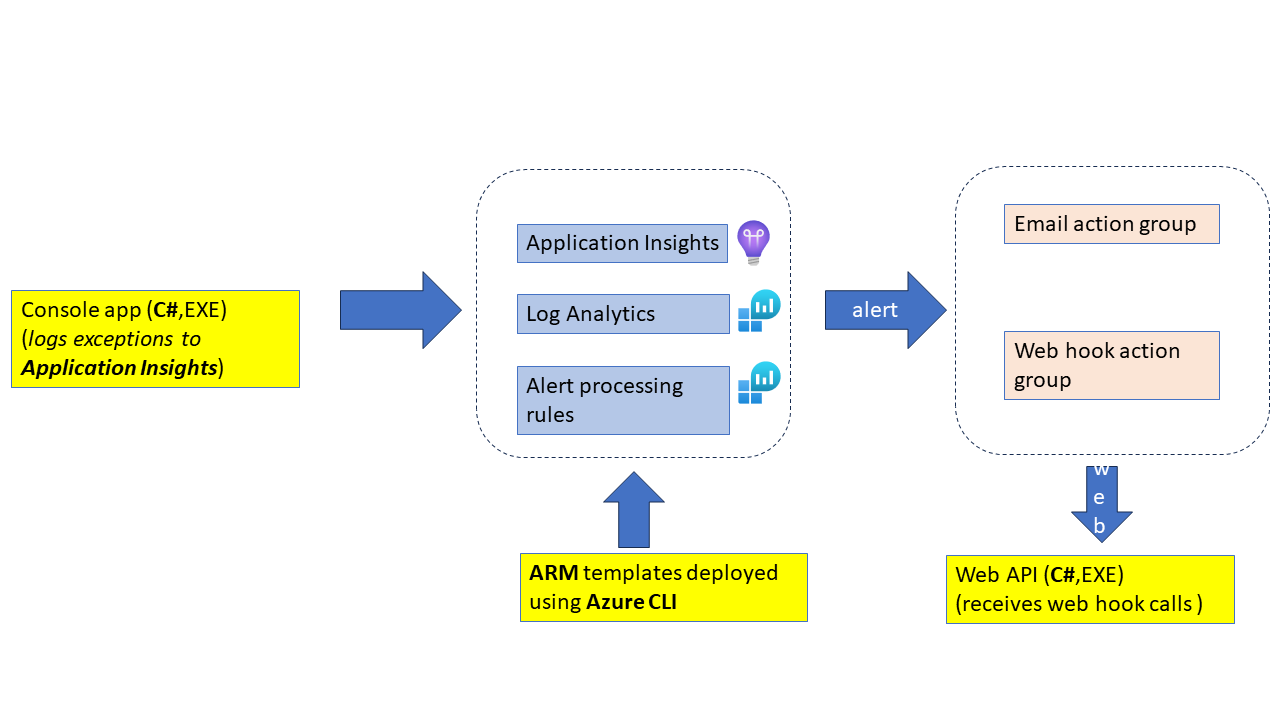 Console app (C#,EXE)
(logs exceptions to
Application Insights)
Application Insights
Log Analytics
Alert processing
rules
ARM templates deployed
using Azure CLI
alert
Email action group
Web hook action
group
w
e
b
Web API (C#,EXE)
(receives web hook calls )